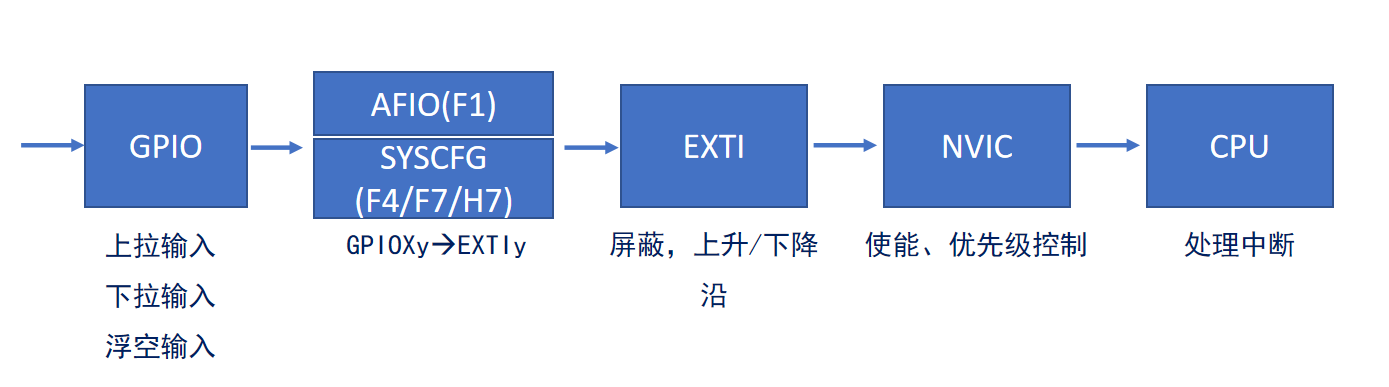 GPIO
上拉输入
下拉输入
浮空输入
AFIO(F1)
SYSCFG
(F4/F7/H7)
GPIOXy→EXTIy
EXTI
屏蔽，上升/下降
沿
NVIC
使能、优先级控制
CPU
处理中断